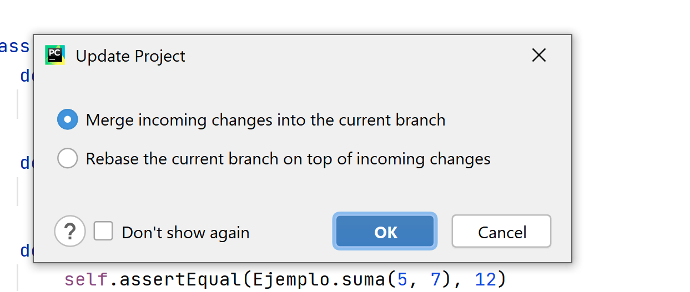 ass
PC
Update Project
de
Merge incoming changes into the current branch
Rebase the current branch on top of incoming changes
de
? Don't show again OK Cancel
de
self.assertEqual(Ejemplo.suma(5, 7), 12)